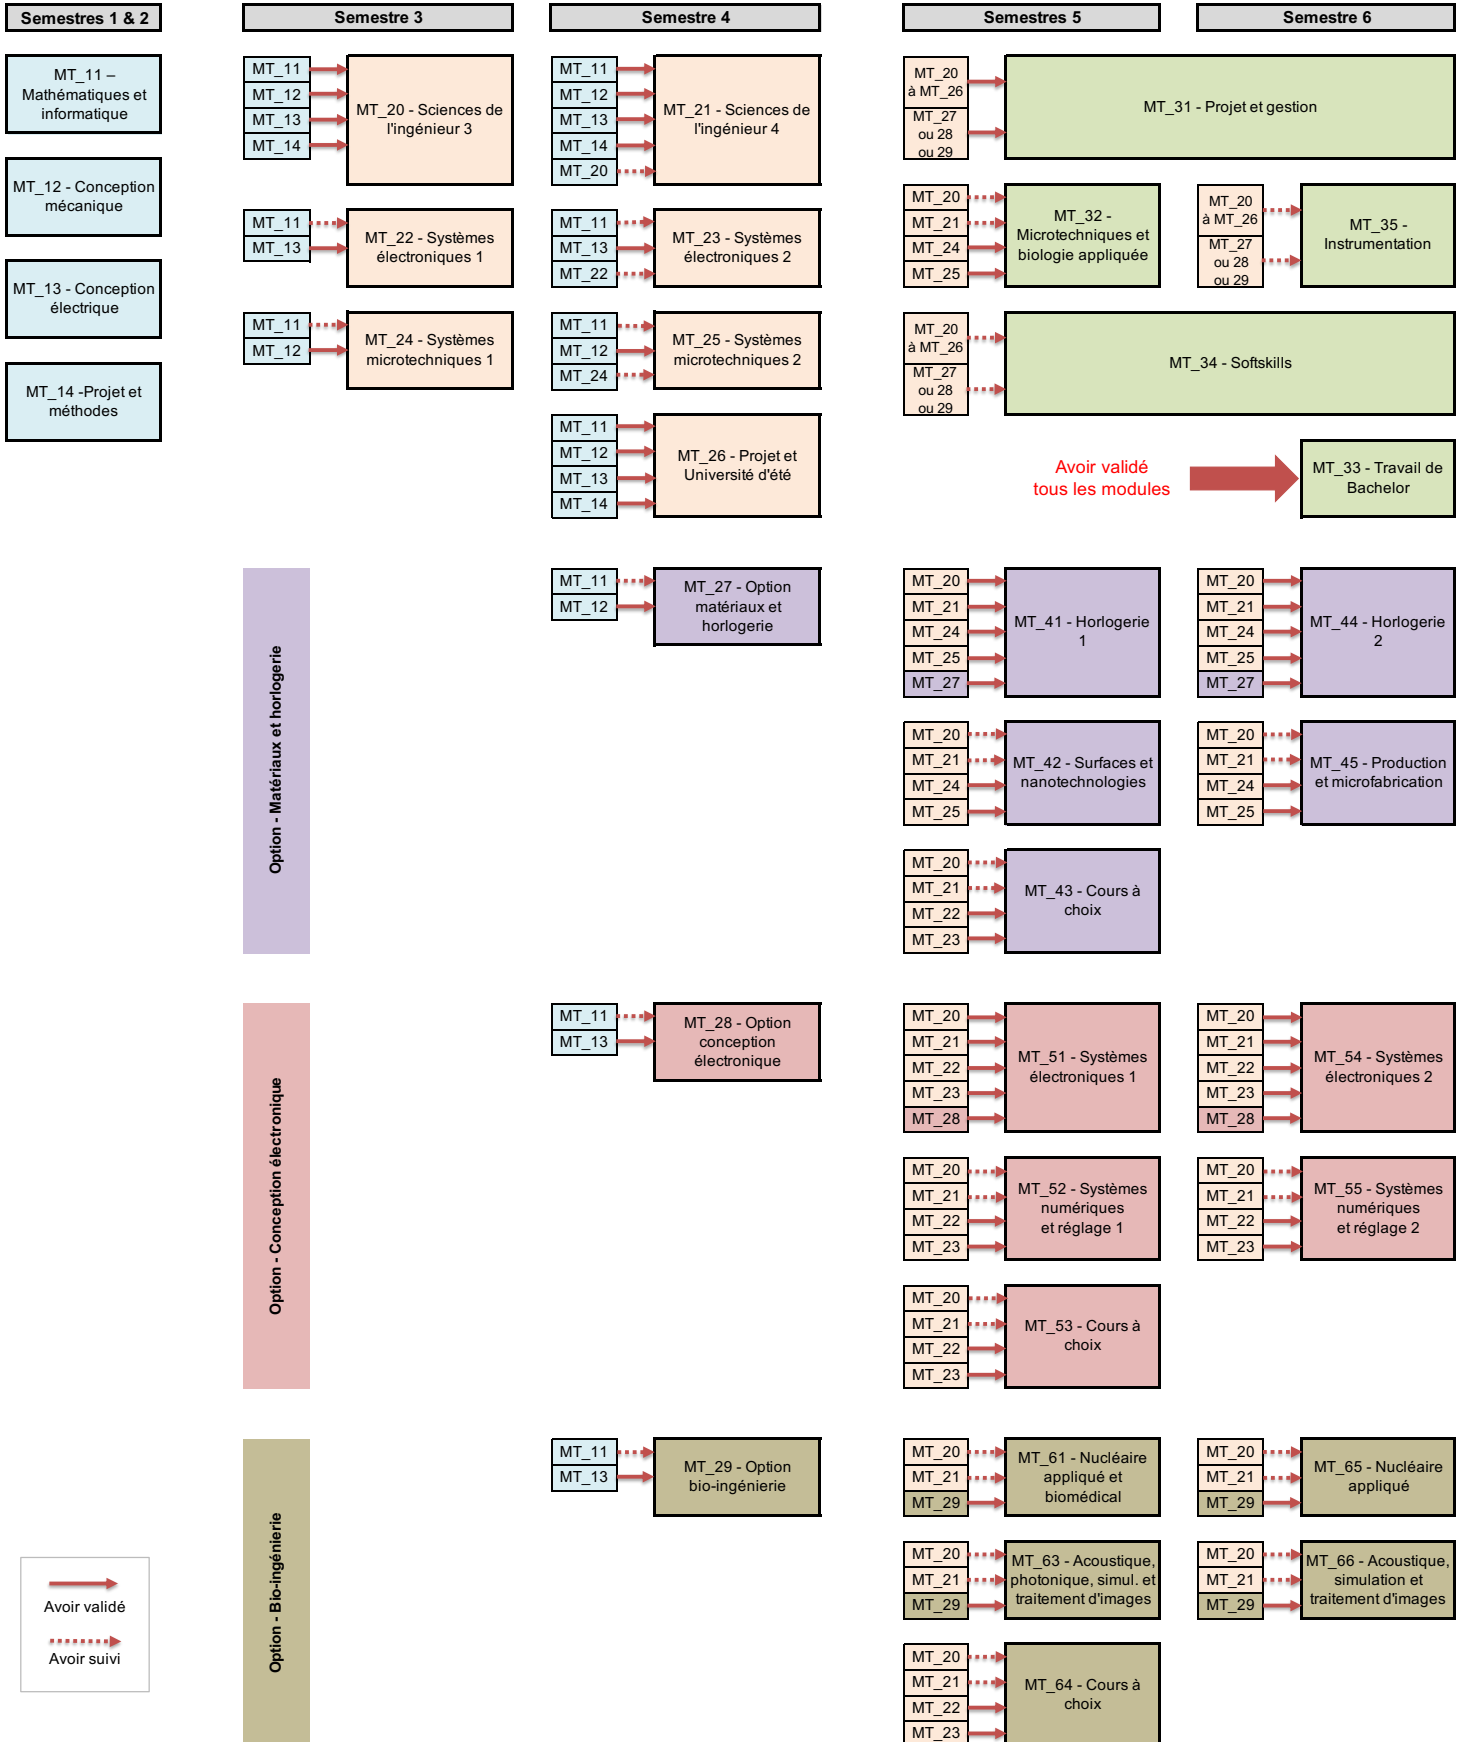 Semestres 1 & 2
Semestre 3
Semestre 4
Semestres 5
Semestre 6
MT_11 –
Mathématiques et
informatique
MT_12 - Conception
mécanique
MT_13 - Conception
électrique
MT_14 -Projet et
méthodes
MT_11
MT_12
MT_13
MT_14
MT_20 - Sciences de
l'ingénieur 3
MT_11
MT_13
MT_22 - Systèmes
électroniques 1
MT_11
MT_12
MT_24 - Systèmes
microtechniques 1
MT_11
MT_12
MT_13
MT_14
MT_20
MT_21 - Sciences de
l'ingénieur 4
MT_11
MT_13
MT_22
MT_23 - Systèmes
électroniques 2
MT_11
MT_12
MT_24
MT_25 - Systèmes
microtechniques 2
MT_11
MT_12
MT_13
MT_14
MT_26 - Projet et
Université d'été
MT_20
à MT_26
MT_27
ou 28
ou 29
MT_31 - Projet et gestion
MT_20
MT_21
MT_24
MT_25
MT_32 -
Microtechniques et
biologie appliquée
MT_20
à MT_26
MT_27
ou 28
ou 29
MT_35 -
Instrumentation
MT_20
à MT_26
MT_27
ou 28
ou 29
MT_34 - Softskills
Avoir validé
tous les modules
MT_33 - Travail de
Bachelor
Option - Matériaux et horlogerie
MT_11
MT_12
MT_27 - Option
matériaux et
horlogerie
MT_20
MT_21
MT_24
MT_25
MT_27
MT_41 - Horlogerie
1
MT_20
MT_21
MT_24
MT_25
MT_27
MT_44 - Horlogerie
2
MT_20
MT_21
MT_24
MT_25
MT_42 - Surfaces et
nanotechnologies
MT_20
MT_21
MT_24
MT_25
MT_45 - Production
et microfabrication
MT_20
MT_21
MT_22
MT_23
MT_43 - Cours à
choix
Option - Conception électronique
MT_11
MT_13
MT_28 - Option
conception
électronique
MT_20
MT_21
MT_22
MT_23
MT_28
MT_51 - Systèmes
électroniques 1
MT_20
MT_21
MT_22
MT_23
MT_28
MT_54 - Systèmes
électroniques 2
MT_20
MT_21
MT_22
MT_23
MT_52 - Systèmes
numériques
et réglage 1
MT_20
MT_21
MT_22
MT_23
MT_55 - Systèmes
numériques
et réglage 2
MT_20
MT_21
MT_22
MT_23
MT_53 - Cours à
choix
Option - Bio-ingénierie
MT_11
MT_13
MT_29 - Option
bio-ingénierie
MT_20
MT_21
MT_29
MT_61 - Nucléaire
appliqué et
biomédical
MT_20
MT_21
MT_29
MT_65 - Nucléaire
appliqué
MT_20
MT_21
MT_29
MT_63 - Acoustique,
photonique, simul. et
traitement d'images
MT_20
MT_21
MT_29
MT_66 - Acoustique,
simulation et
traitement d'images
MT_20
MT_21
MT_22
MT_23
MT_64 - Cours à
choix
Avoir validé
Avoir suivi